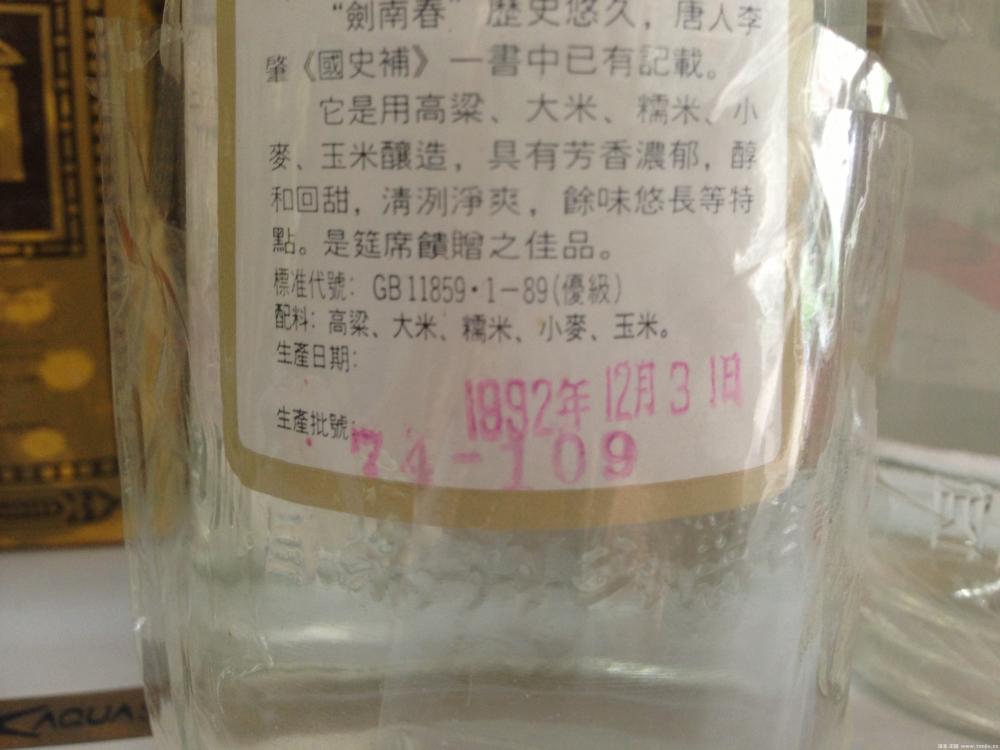 “劍南春”歷史悠久，唐人李
肇《國史補》一書中已有記載。
它是用高粱、大米、糯米、小
麥、玉米釀造，具有芳香濃郁，醇
和回甜，清洌淨爽，餘味悠長等特
點。是筵席饋贈之佳品。
標准代號：GB11859·1－89(優級)
配料：高粱、大米、糯米、小麥、玉米。
生產日期：
1992年12月31日
生產批號：
74-109
KAQUAS